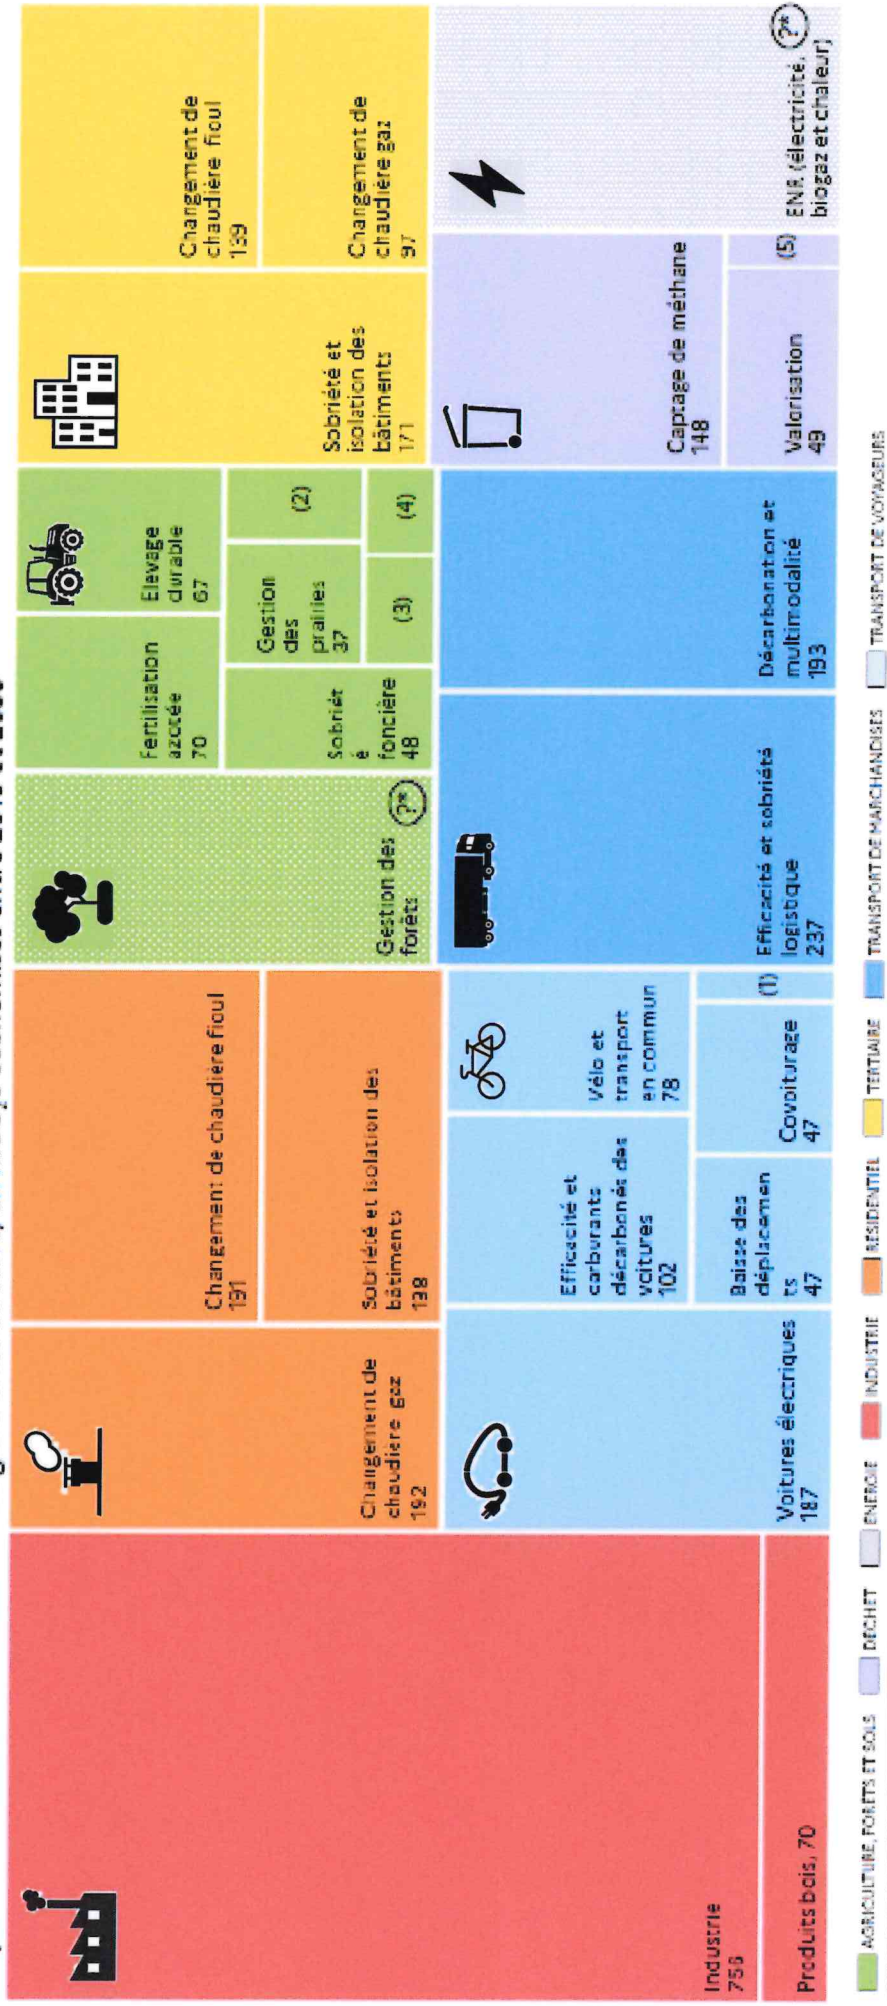 Industrie
Produits bois, 70
Changement de
chaudière gaz
192
Changement de chaudière fioul
191
Sobriété et isolation des
bâtiments
138
Voitures électriques
187
Efficacité et
carburants
décarbonés des
voitures
102
Vélo et
transport
en commun
78
Baisse des
déplacemen
ts
47
Covoiturage
47
(1)
Gestion des
forêts
?*
Fertilisation
azotée
70
Elevage
durable
67
Sobriét
é
foncière
48
Gestion
des
prairies
37
(2)
(3)
(4)
Efficacité et sobriété
logistique
237
Décarbonation et
multimodalité
193
Sobriété et
isolation des
bâtiments
171
Changement de
chaudière fioul
139
Changement de
chaudière gaz
97
Captage de méthane
148
Valorisation
49
(5)
ENR (électricité,
biogaz et chaleur)
?*
AGRICULTURE, FORÊTS ET SOLS
DECHET
ENERGIE
INDUSTRIE
RESIDENTIEL
TERTIAIRE
TRANSPORT DE MARCHANDISES
TRANSPORT DE VOYAGEURS